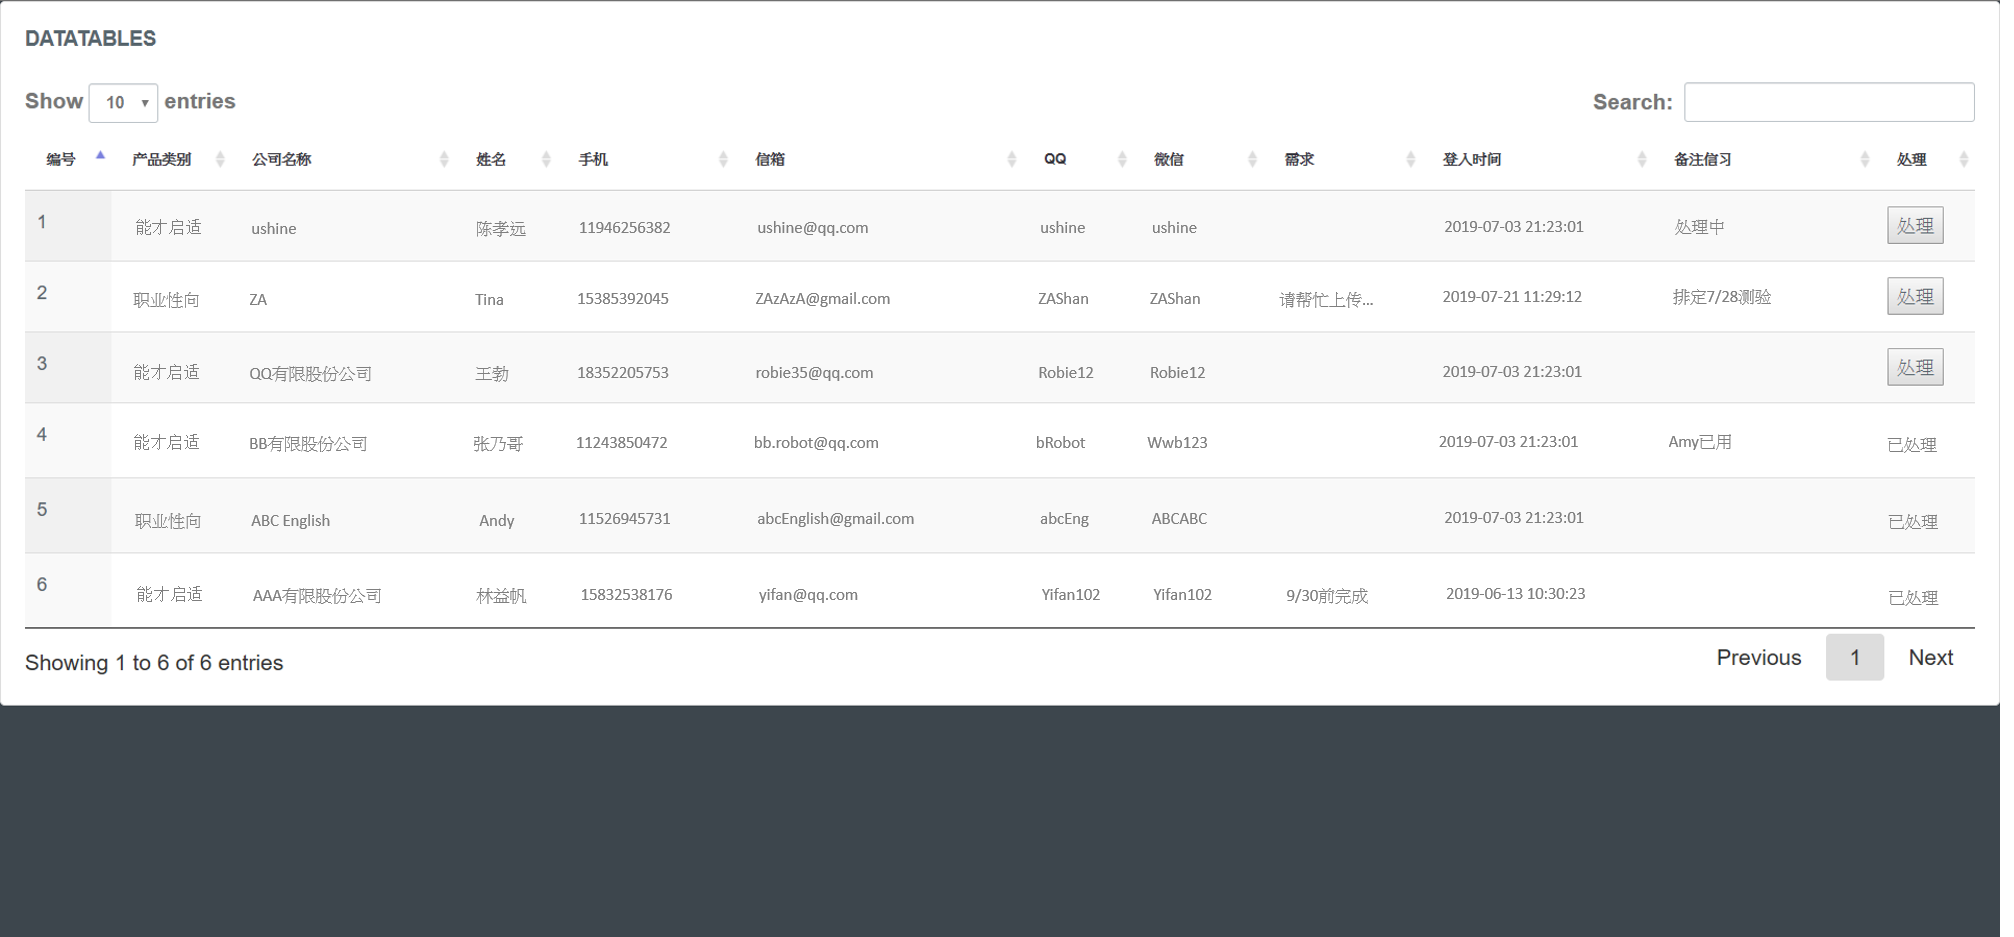 DATATABLES
Show 10 entries Search:
编号 产品类别 公司名称 姓名 手机 信箱 QQ 微信 需求 登入时间 备注信习 处理
1 能才启适 ushine 陈孝远 11946256382 ushine@qq.com ushine ushine 2019-07-03 21:23:01 处理中 处理
2 职业性向 ZA Tina 15385392045 ZAzAzA@gmail.com ZAShan ZAShan 请帮忙上传... 2019-07-21 11:29:12 排定7/28测验 处理
3 能才启适 QQ有限股份公司 王勃 18352205753 robie35@qq.com Robie12 Robie12 2019-07-03 21:23:01 处理
4 能才启适 BB有限股份公司 张乃哥 11243850472 bb.robot@qq.com bRobot Wwb123 2019-07-03 21:23:01 Amy已用 已处理
5 职业性向 ABC English Andy 11526945731 abcEnglish@gmail.com abcEng ABCABC 2019-07-03 21:23:01 已处理
6 能才启适 AAA有限股份公司 林益帆 15832538176 yifan@qq.com Yifan102 Yifan102 9/30前完成 2019-06-13 10:30:23 已处理
Showing 1 to 6 of 6 entries Previous 1 Next